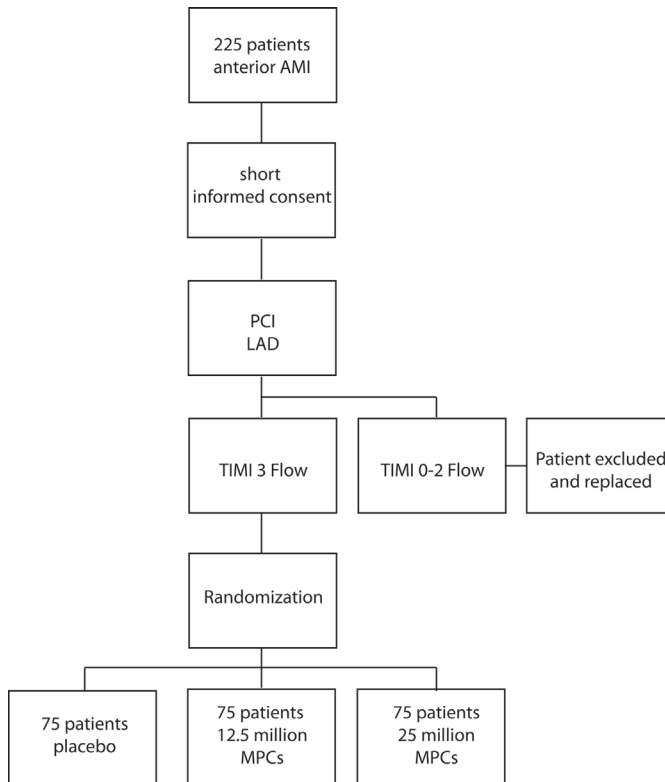 225 patients
anterior AMI
short
informed consent
PCI
LAD
TIMI 3 Flow
TIMI 0-2 Flow
Patient excluded
and replaced
Randomization
75 patients
placebo
75 patients
12.5 million
MPCs
75 patients
25 million
MPCs